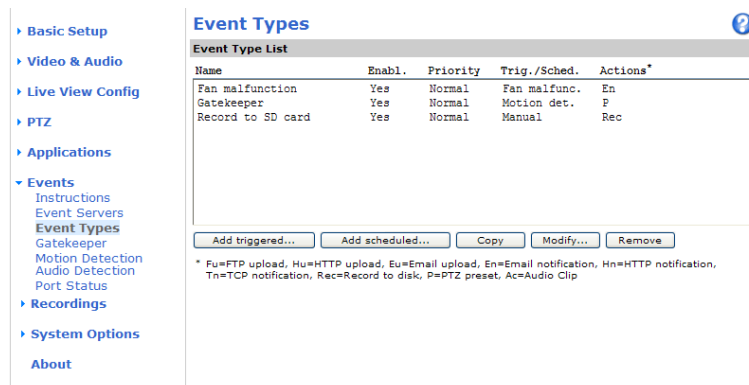 Basic Setup
Video & Audio
Live View Config
PTZ
Applications
Events
Instructions
Event Servers
Event Types
Gatekeeper
Motion Detection
Audio Detection
Port Status
Recordings
System Options
About
Event Types
?
Event Type List
Name Enabl. Priority Trig./Sched. Actions*
Fan malfunction Yes Normal Fan malfunc. En
Gatekeeper Yes Normal Motion det. P
Record to SD card Yes Normal Manual Rec
Add triggered... Add scheduled... Copy Modify... Remove
* Fu=FTP upload, Hu=HTTP upload, Eu=Email upload, En=Email notification, Hn=HTTP notification,
Tn=TCP notification, Rec=Record to disk, P=PTZ preset, Ac=Audio Clip